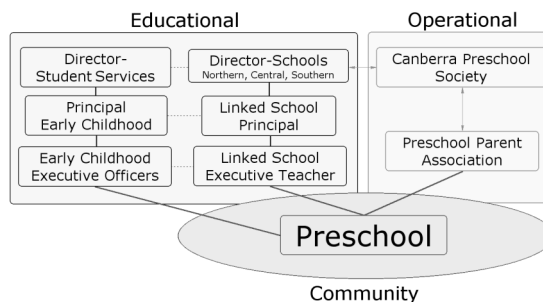 Educational
Operational
Director-
Student Services
Director-Schools
Northern, Central, Southern
Canberra Preschool
Society
Principal
Early Childhood
Linked School
Principal
Preschool Parent
Association
Early Childhood
Executive Officers
Linked School
Executive Teacher
Preschool
Community